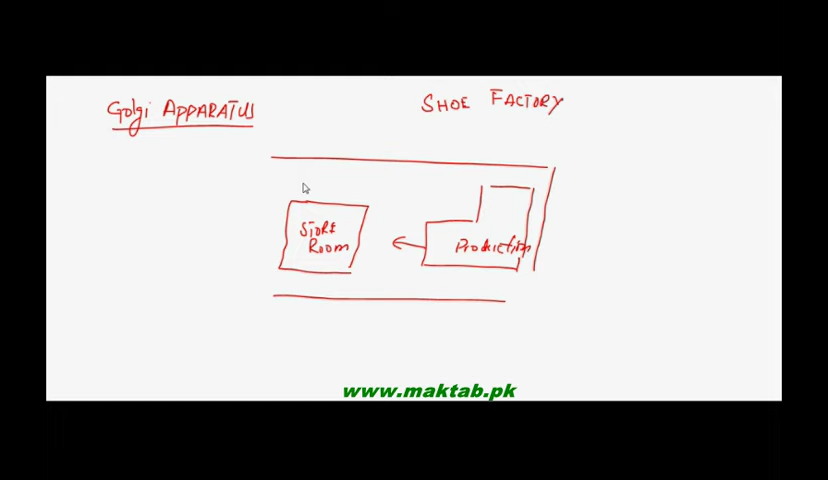 Golgi APPARATUS
SHOE FACTORY
STORE
ROOM
Production
www.maktab.pk